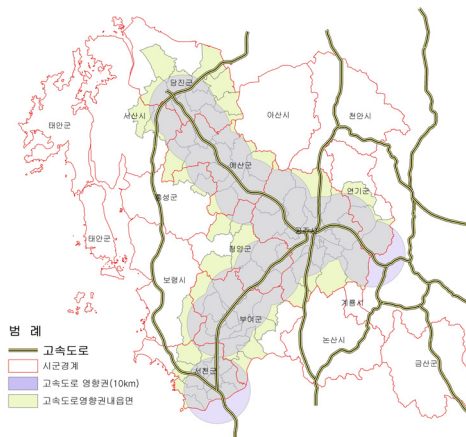 당진군
서산시
태안군
아산시
천안시
예산군
연기군
홍성군
공주시
태안군
청양군
보령시
계룡시
부여군
논산시
서천군
금산군
범 례
고속도로
시군경계
고속도로 영향권(10km)
고속도로영향권내읍면